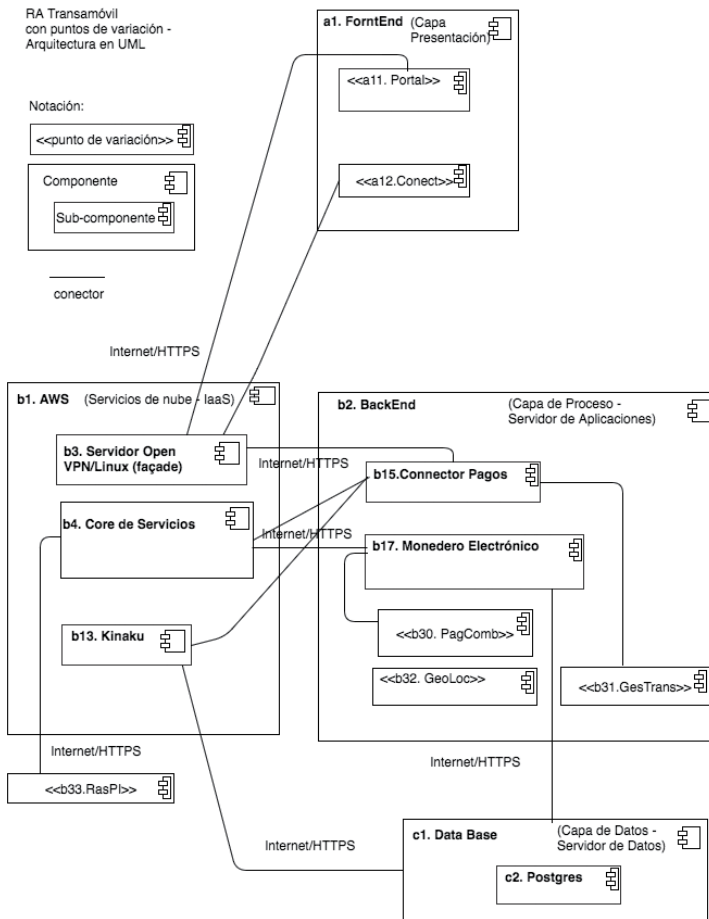 RA Transamóvil
con puntos de variación -
Arquitectura en UML
Notación:
<<punto de variación>>
Componente
Sub-componente
conector
a1. ForntEnd (Capa
Presentación)
<<a11. Portal>>
<<a12.Conect>>
Internet/HTTPS
b1. AWS (Servicios de nube - IaaS)
b3. Servidor Open
VPN/Linux (façade)
b4. Core de Servicios
b13. Kinaku
Internet/HTTPS
Internet/HTTPS
b2. BackEnd (Capa de Proceso -
Servidor de Aplicaciones)
b15.Connector Pagos
b17. Monedero Electrónico
<<b30. PagComb>>
<<b32. GeoLoc>>
<<b31.GesTrans>>
Internet/HTTPS
<<b33.RasPI>>
Internet/HTTPS
Internet/HTTPS
c1. Data Base (Capa de Datos -
Servidor de Datos)
c2. Postgres